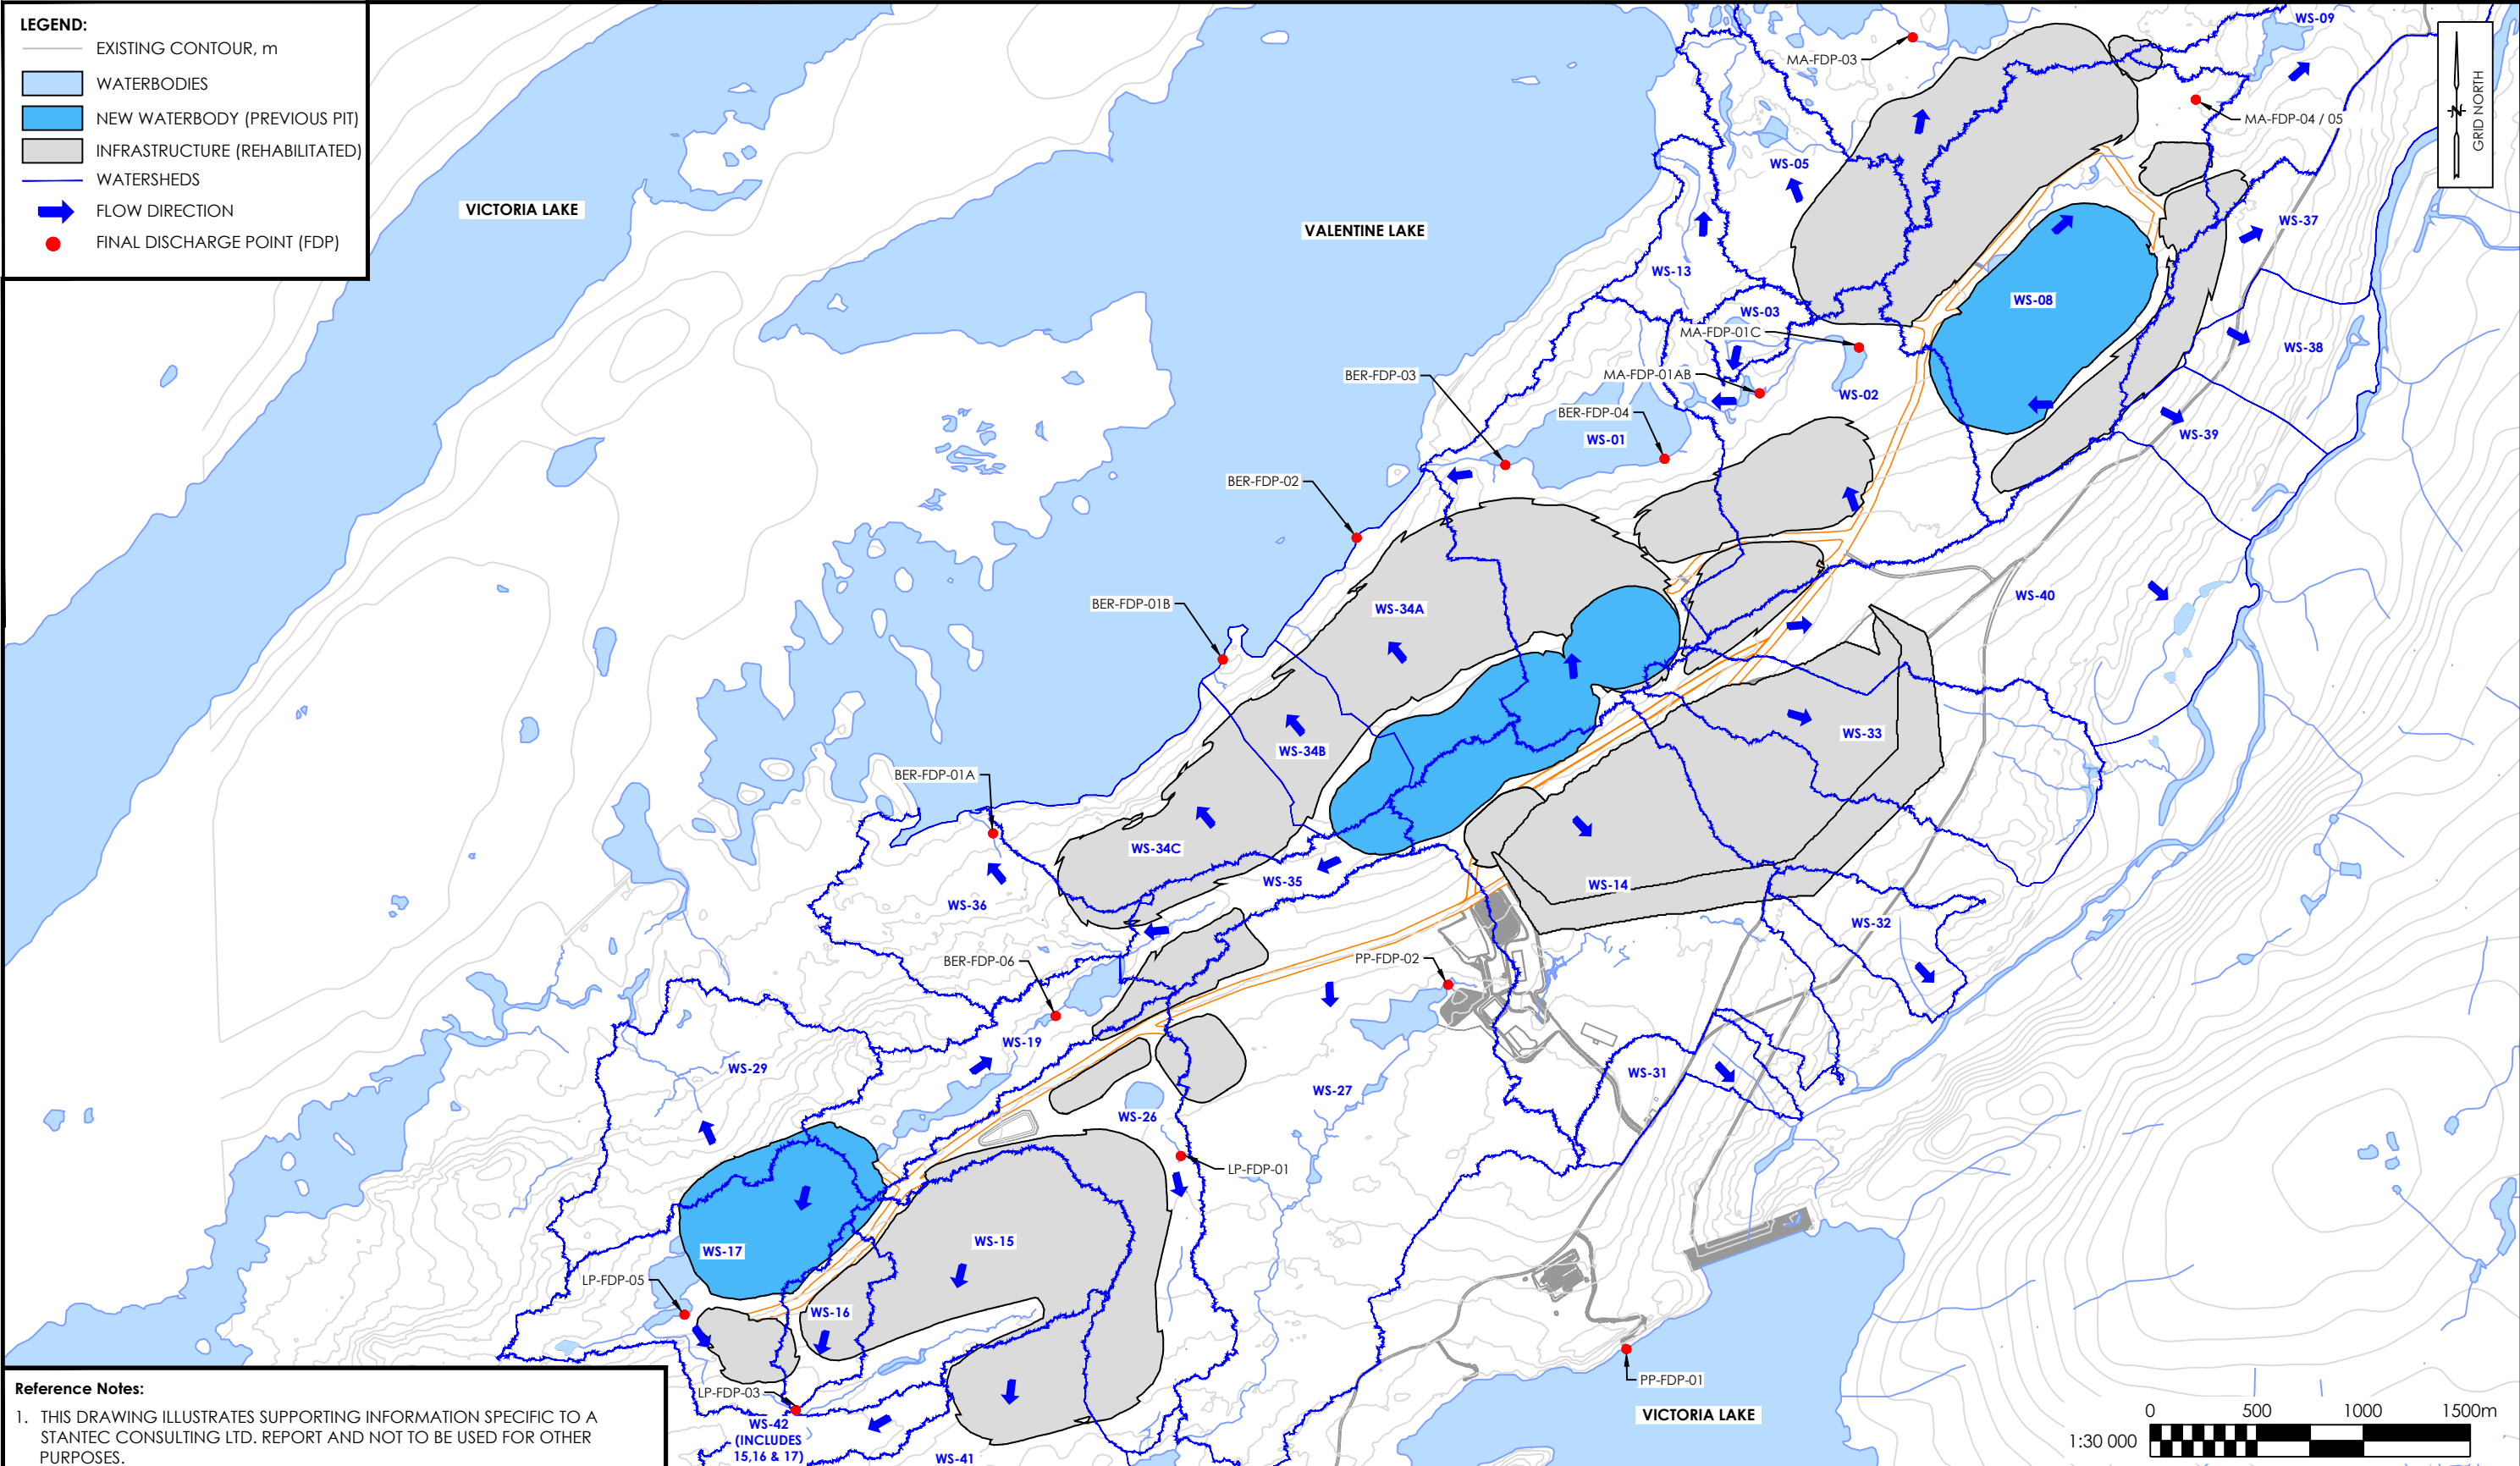 LEGEND:
EXISTING CONTOUR, m
WATERBODIES
NEW WATERBODY (PREVIOUS PIT)
INFRASTRUCTURE (REHABILITATED)
WATERSHEDS
FLOW DIRECTION
FINAL DISCHARGE POINT (FDP)
VICTORIA LAKE
VALENTINE LAKE
WS-09
MA-FDP-03
GRID NORTH
N
MA-FDP-04 / 05
WS-05
WS-37
WS-13
WS-08
WS-03
MA-FDP-01C
WS-38
BER-FDP-03
MA-FDP-01AB
WS-02
BER-FDP-04
WS-01
WS-39
BER-FDP-02
WS-40
BER-FDP-01B
WS-34A
WS-33
WS-34B
BER-FDP-01A
WS-34C
WS-35
WS-14
WS-36
WS-32
BER-FDP-06
PP-FDP-02
WS-19
WS-29
WS-31
WS-27
WS-26
LP-FDP-01
WS-15
WS-17
LP-FDP-05
WS-16
PP-FDP-01
LP-FDP-03
VICTORIA LAKE
WS-42
(INCLUDES
15,16 & 17)
WS-41
0 500 1000 1500m
1:30 000
Reference Notes:
1. THIS DRAWING ILLUSTRATES SUPPORTING INFORMATION SPECIFIC TO A
STANTEC CONSULTING LTD. REPORT AND NOT TO BE USED FOR OTHER
PURPOSES.